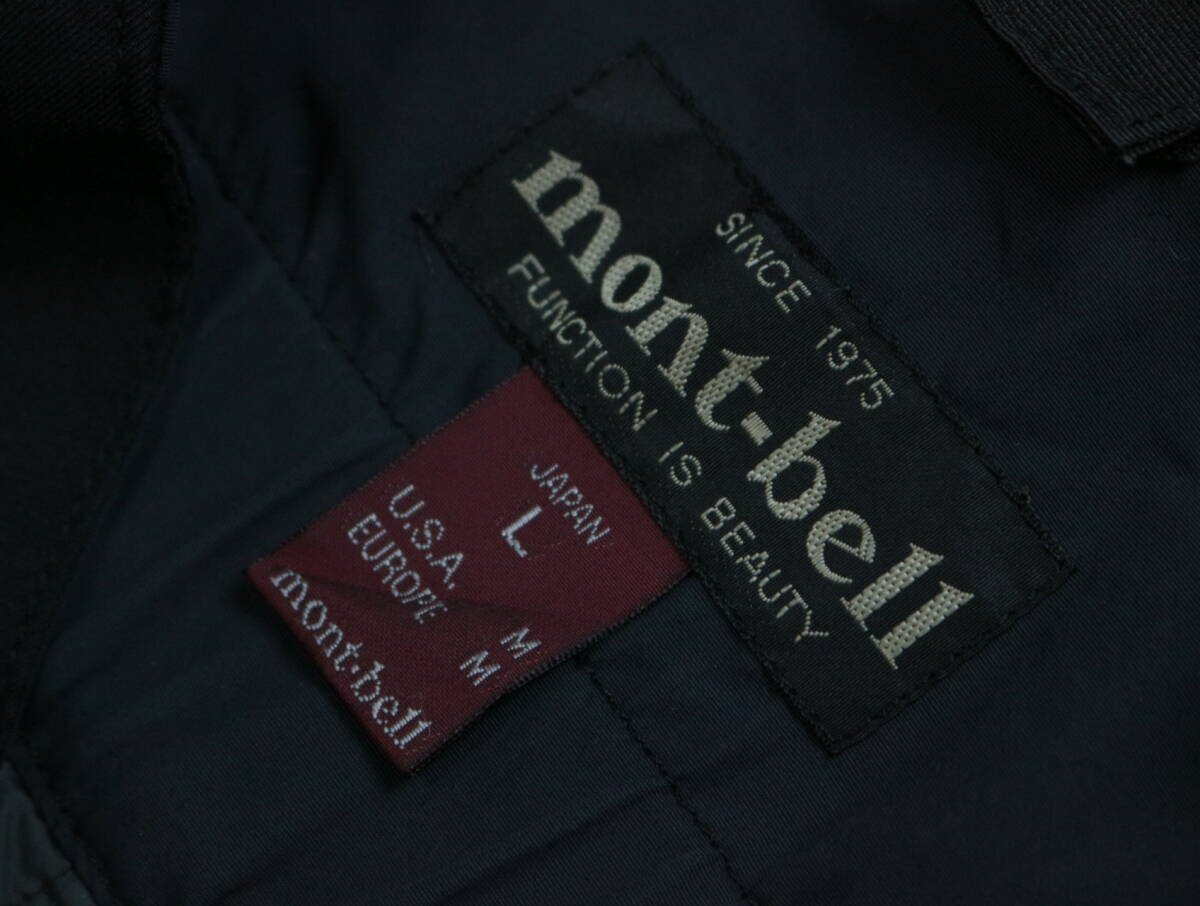 SINCE 1975
mont-bell
FUNCTION IS BEAUTY
JAPAN
L
U.S.A. M
EUROPE M
mont·bell